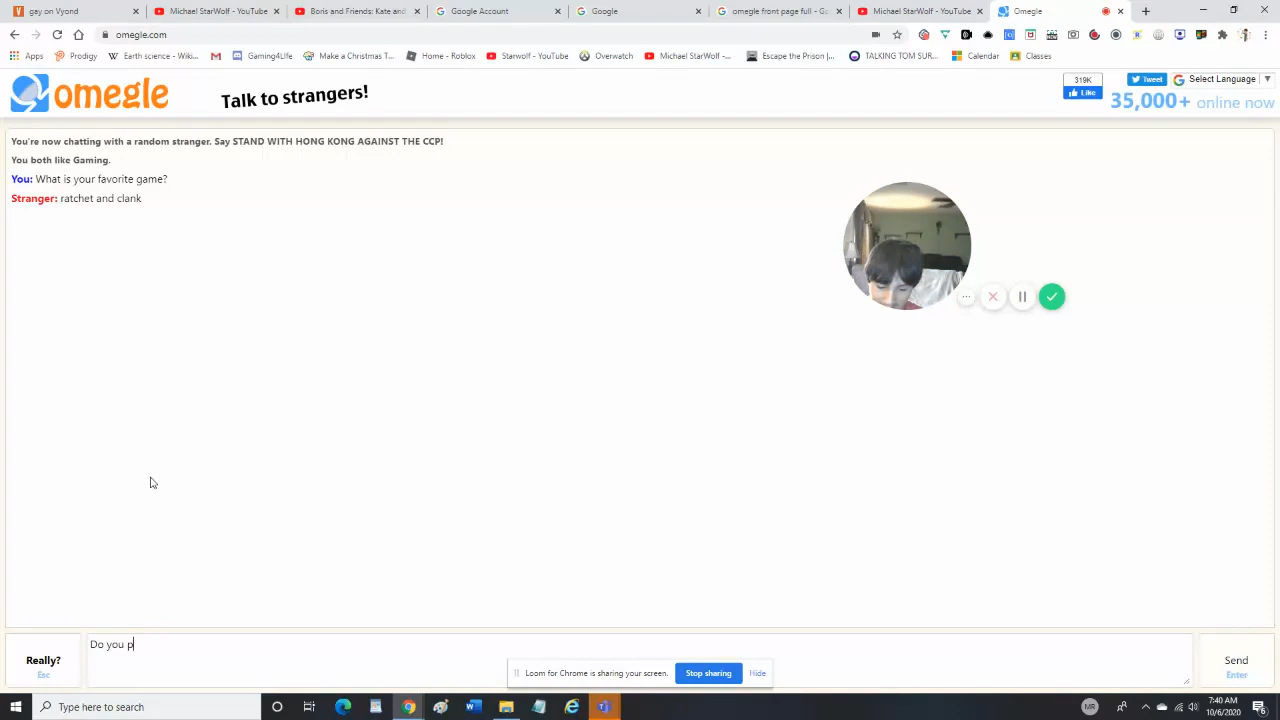 gay on Vyond
Michael StarWolf - YouTube
Boris and Friends: Kate and
Google Account
Google
omegle front page full - Go
Michael StarWolf - YouTube
Omegle
omegle.com
Apps
Prodigy
Earth science - Wiki...
Gaming4Life
Make a Christmas T...
Home - Roblox
Starwolf - YouTube
Overwatch
Michael StarWolf -...
Escape the Prison |...
TALKING TOM SUR...
Calendar
Classes
omegle
Talk to strangers!
319K
Like
Tweet
Select Language
35,000+ online now
You're now chatting with a random stranger. Say STAND WITH HONG KONG AGAINST THE CCP!
You both like Gaming.
You: What is your favorite game?
Stranger: ratchet and clank
Really?
Esc
Do you p
Send
Enter
Loom for Chrome is sharing your screen.
Stop sharing
Hide
Type here to search
MR
7:40 AM
10/6/2020